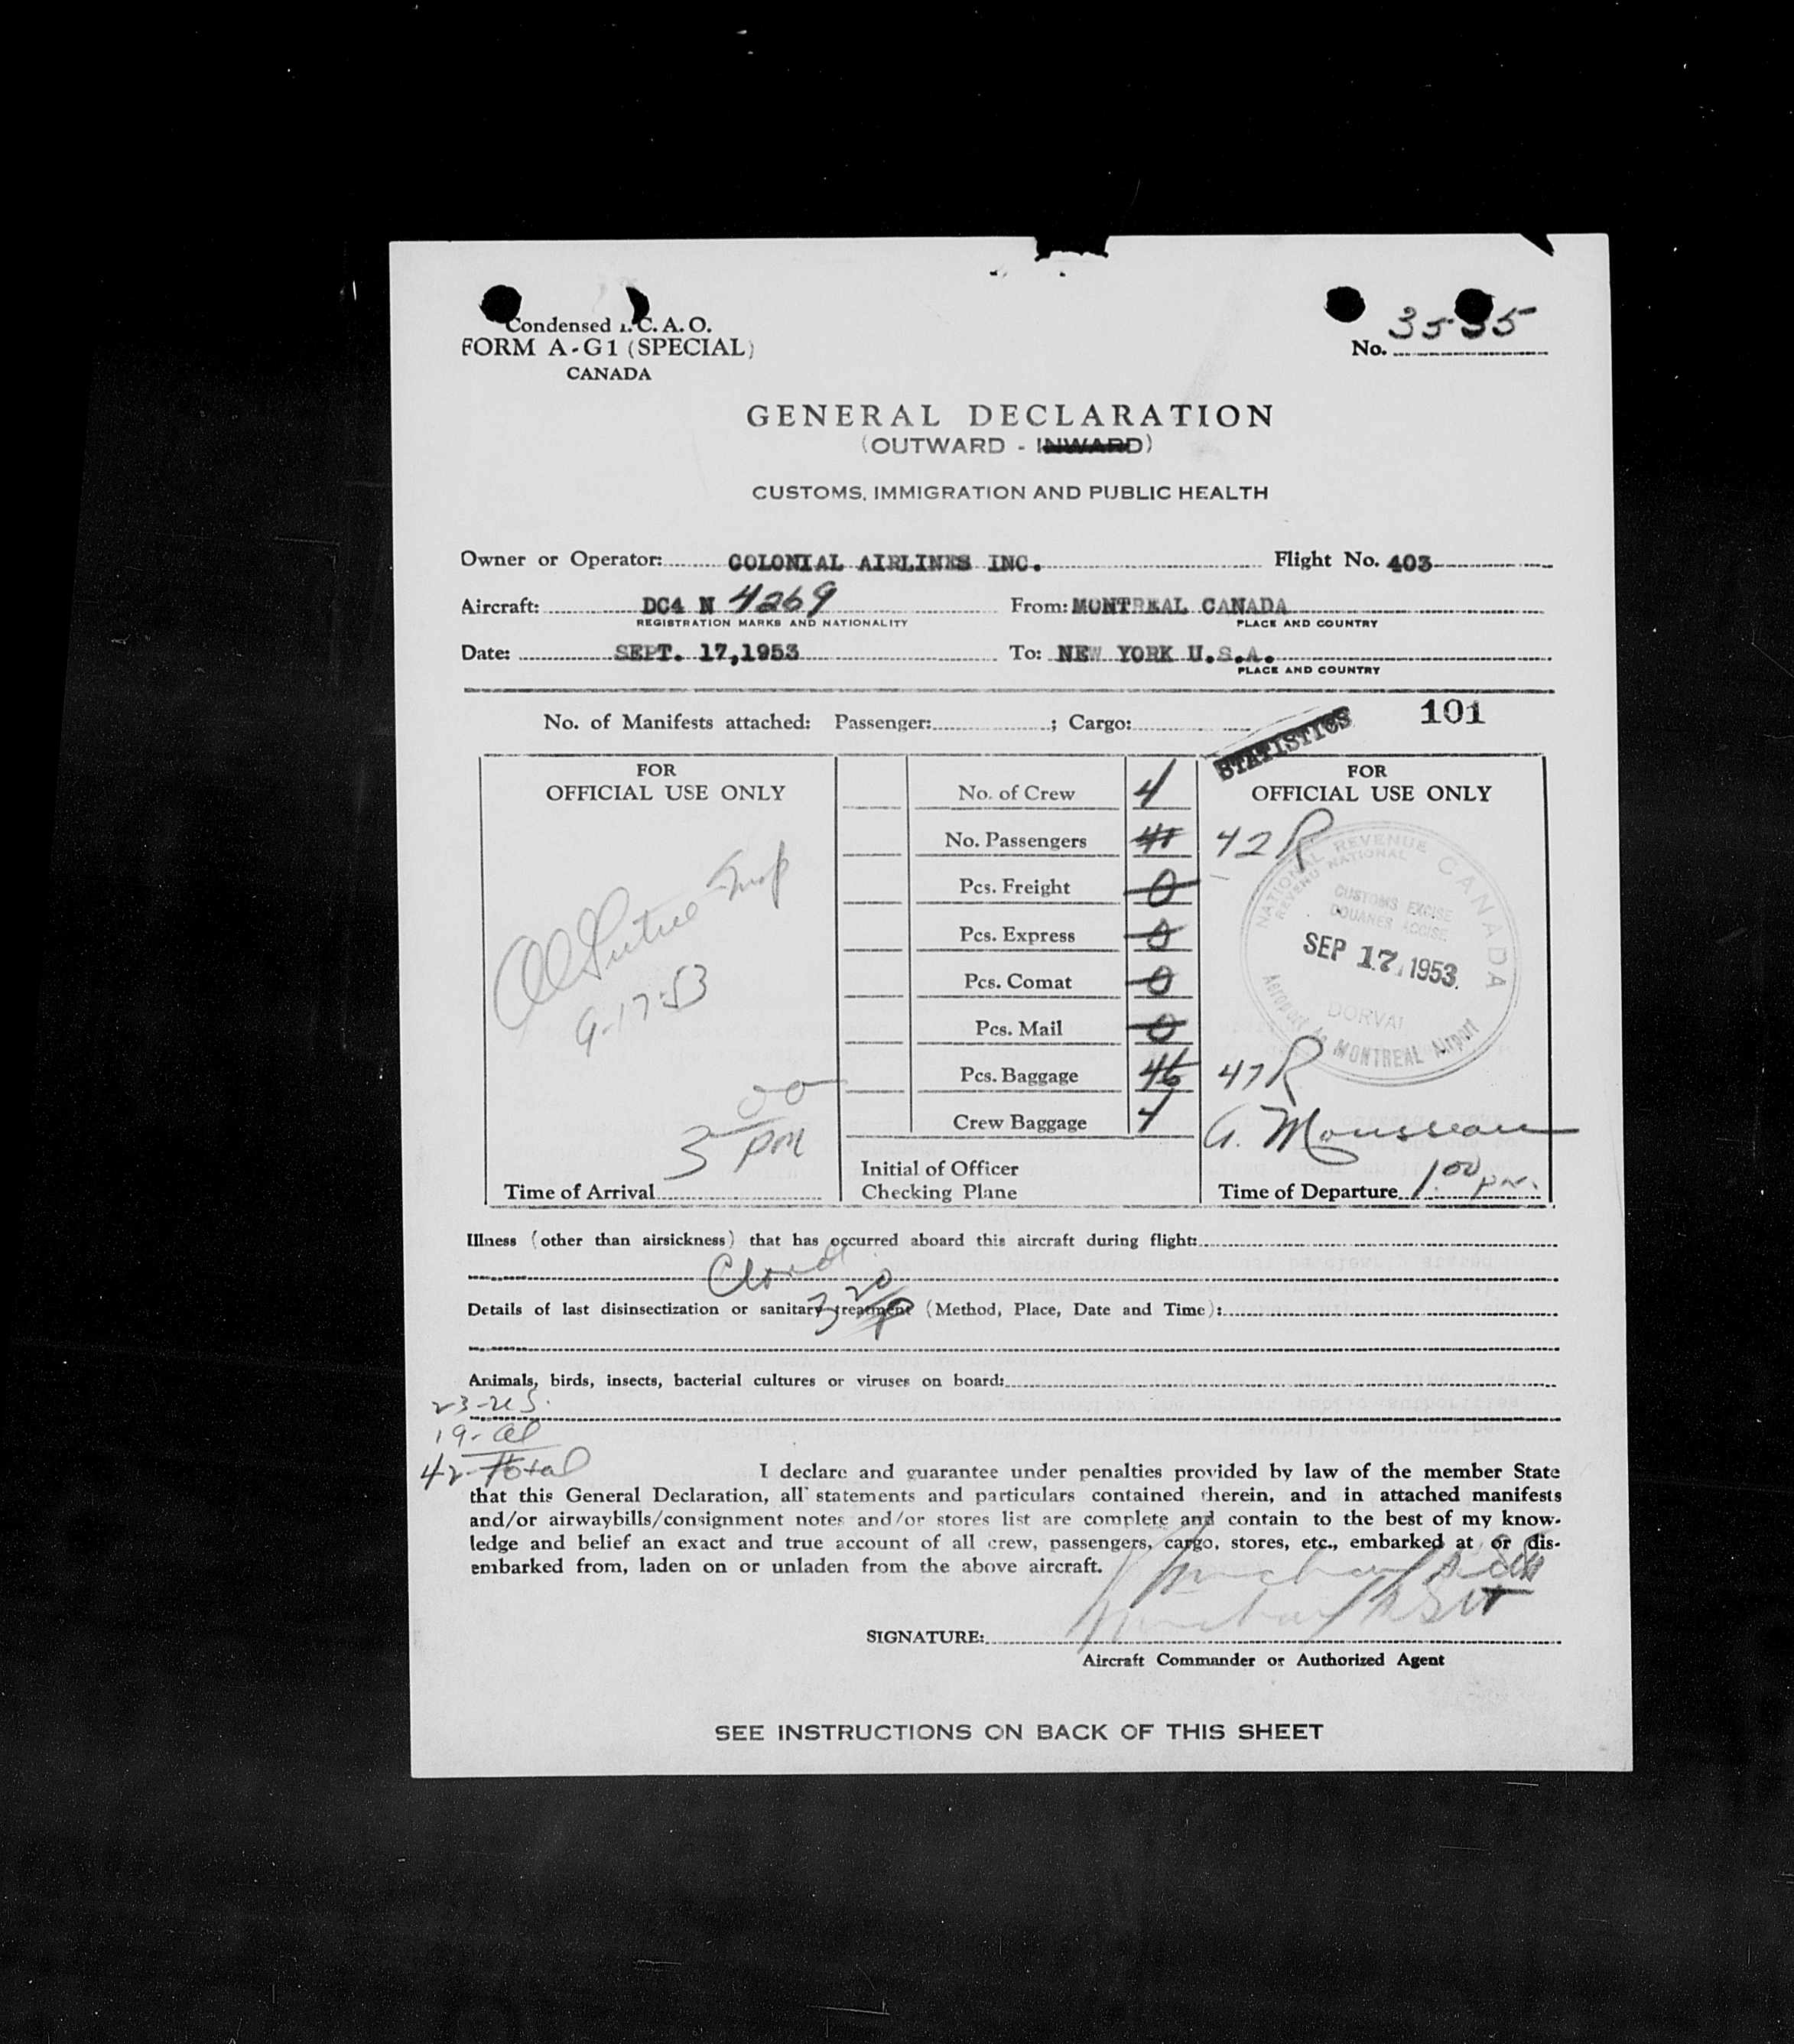 Condensed I.C.A.O.
FORM A-G1 (SPECIAL)
CANADA
No. 3535
GENERAL DECLARATION
(OUTWARD - INWARD)
CUSTOMS, IMMIGRATION AND PUBLIC HEALTH
Owner or Operator: COLONIAL AIRLINES INC. Flight No. 403
Aircraft: DC4 N 4269 From: MONTREAL CANADA
REGISTRATION MARKS AND NATIONALITY PLACE AND COUNTRY
Date: SEPT. 17,1953 To: NEW YORK U.S.A.
PLACE AND COUNTRY
No. of Manifests attached: Passenger: ; Cargo:
STATISTICS
101
FOR
OFFICIAL USE ONLY
9-17-53
3 00 PM
Time of Arrival
No. of Crew 4
No. Passengers 41
Pcs. Freight 0
Pcs. Express 0
Pcs. Comat 0
Pcs. Mail 0
Pcs. Baggage 46
Crew Baggage 4
Initial of Officer
Checking Plane
FOR
OFFICIAL USE ONLY
42R
NATIONAL REVENUE CANADA
REVENU NATIONAL
CUSTOMS EXCISE
DOUANES ACCISE
SEP 17 1953
DORVAL
Aeroport de MONTREAL Airport
47R
A. Mousseau
Time of Departure 1.00 pm.
Illness (other than airsickness) that has occurred aboard this aircraft during flight:
3 20 P
Details of last disinsectization or sanitary treatment (Method, Place, Date and Time):
Animals, birds, insects, bacterial cultures or viruses on board:
23-US.
19-al
42-Total
I declare and guarantee under penalties provided by law of the member State
that this General Declaration, all statements and particulars contained therein, and in attached manifests
and/or airwaybills/consignment notes and/or stores list are complete and contain to the best of my know-
ledge and belief an exact and true account of all crew, passengers, cargo, stores, etc., embarked at or dis-
embarked from, laden on or unladen from the above aircraft.
SIGNATURE:
Aircraft Commander or Authorized Agent
SEE INSTRUCTIONS ON BACK OF THIS SHEET